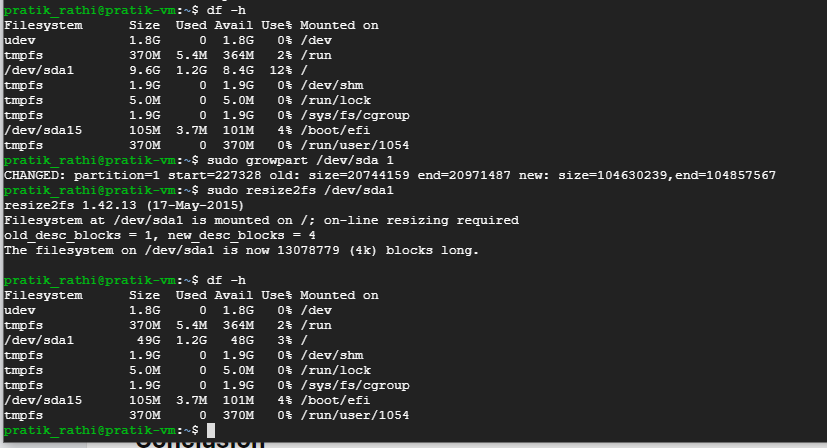 pratik_rathi@pratik-vm:~$ df -h
Filesystem      Size  Used Avail Use% Mounted on
udev            1.8G     0  1.8G   0% /dev
tmpfs           370M  5.4M  364M   2% /run
/dev/sda1       9.6G  1.2G  8.4G  12% /
tmpfs           1.9G     0  1.9G   0% /dev/shm
tmpfs           5.0M     0  5.0M   0% /run/lock
tmpfs           1.9G     0  1.9G   0% /sys/fs/cgroup
/dev/sda15      105M  3.7M  101M   4% /boot/efi
tmpfs           370M     0  370M   0% /run/user/1054
pratik_rathi@pratik-vm:~$ sudo growpart /dev/sda 1
CHANGED: partition=1 start=227328 old: size=20744159 end=20971487 new: size=104630239,end=104857567
pratik_rathi@pratik-vm:~$ sudo resize2fs /dev/sda1
resize2fs 1.42.13 (17-May-2015)
Filesystem at /dev/sda1 is mounted on /; on-line resizing required
old_desc_blocks = 1, new_desc_blocks = 4
The filesystem on /dev/sda1 is now 13078779 (4k) blocks long.
pratik_rathi@pratik-vm:~$ df -h
Filesystem      Size  Used Avail Use% Mounted on
udev            1.8G     0  1.8G   0% /dev
tmpfs           370M  5.4M  364M   2% /run
/dev/sda1        49G  1.2G   48G   3% /
tmpfs           1.9G     0  1.9G   0% /dev/shm
tmpfs           5.0M     0  5.0M   0% /run/lock
tmpfs           1.9G     0  1.9G   0% /sys/fs/cgroup
/dev/sda15      105M  3.7M  101M   4% /boot/efi
tmpfs           370M     0  370M   0% /run/user/1054
pratik_rathi@pratik-vm:~$
Conclusion